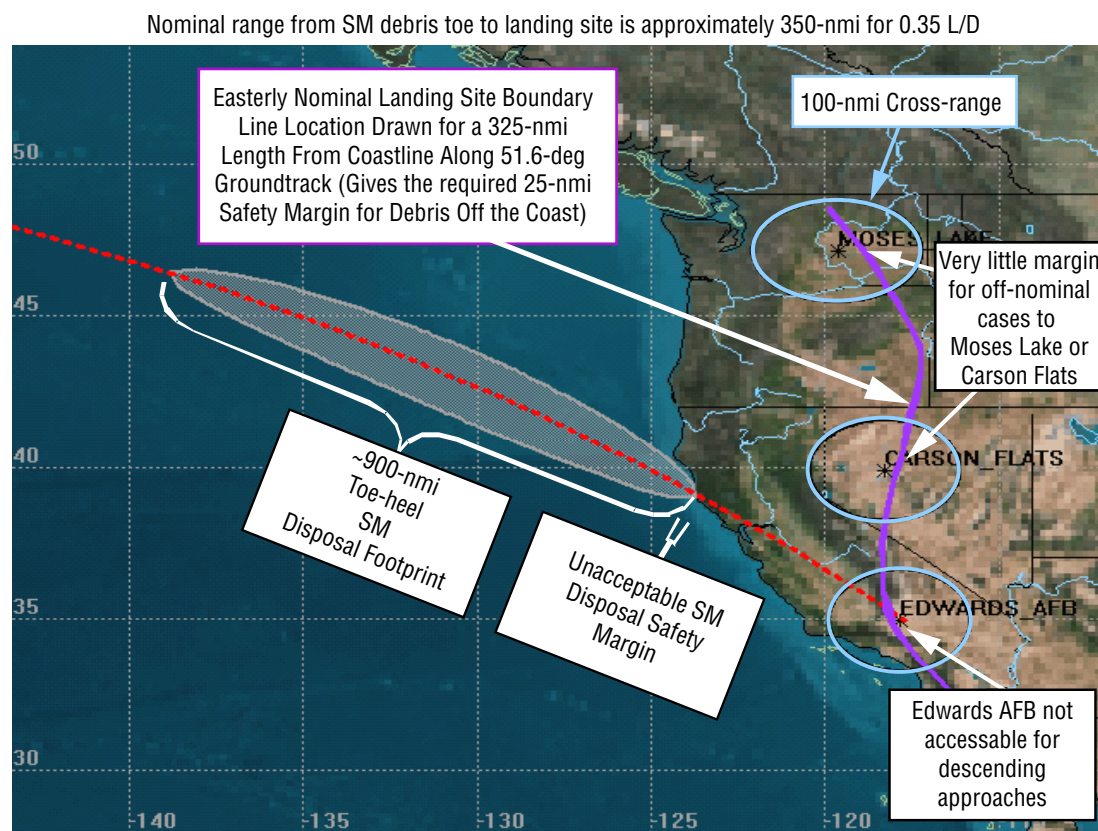 Nominal range from SM debris toe to landing site is approximately 350-nmi for 0.35 L/D
Easterly Nominal Landing Site Boundary
Line Location Drawn for a 325-nmi
Length From Coastline Along 51.6-deg
Groundtrack (Gives the required 25-nmi
Safety Margin for Debris Off the Coast)
100-nmi Cross-range
50
MOSES_LAKE
Very little margin
for off-nominal
cases to
Moses Lake or
Carson Flats
45
40
CARSON_FLATS
~900-nmi
Toe-heel
SM
Disposal Footprint
Unacceptable SM
Disposal Safety
Margin
35
EDWARDS_AFB
Edwards AFB not
accessable for
descending
approaches
30
-140
-135
-130
-125
-120